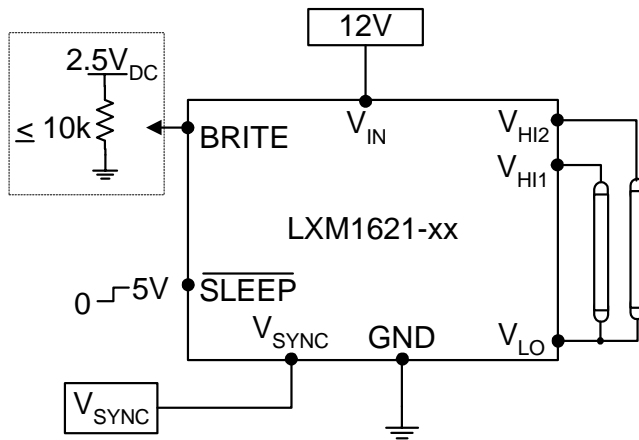 12V
2.5VDC
≤ 10k
BRITE
VIN
VHI2
VHI1
LXM1621-xx
0 5V
SLEEP
VSYNC
GND
VLO
VSYNC